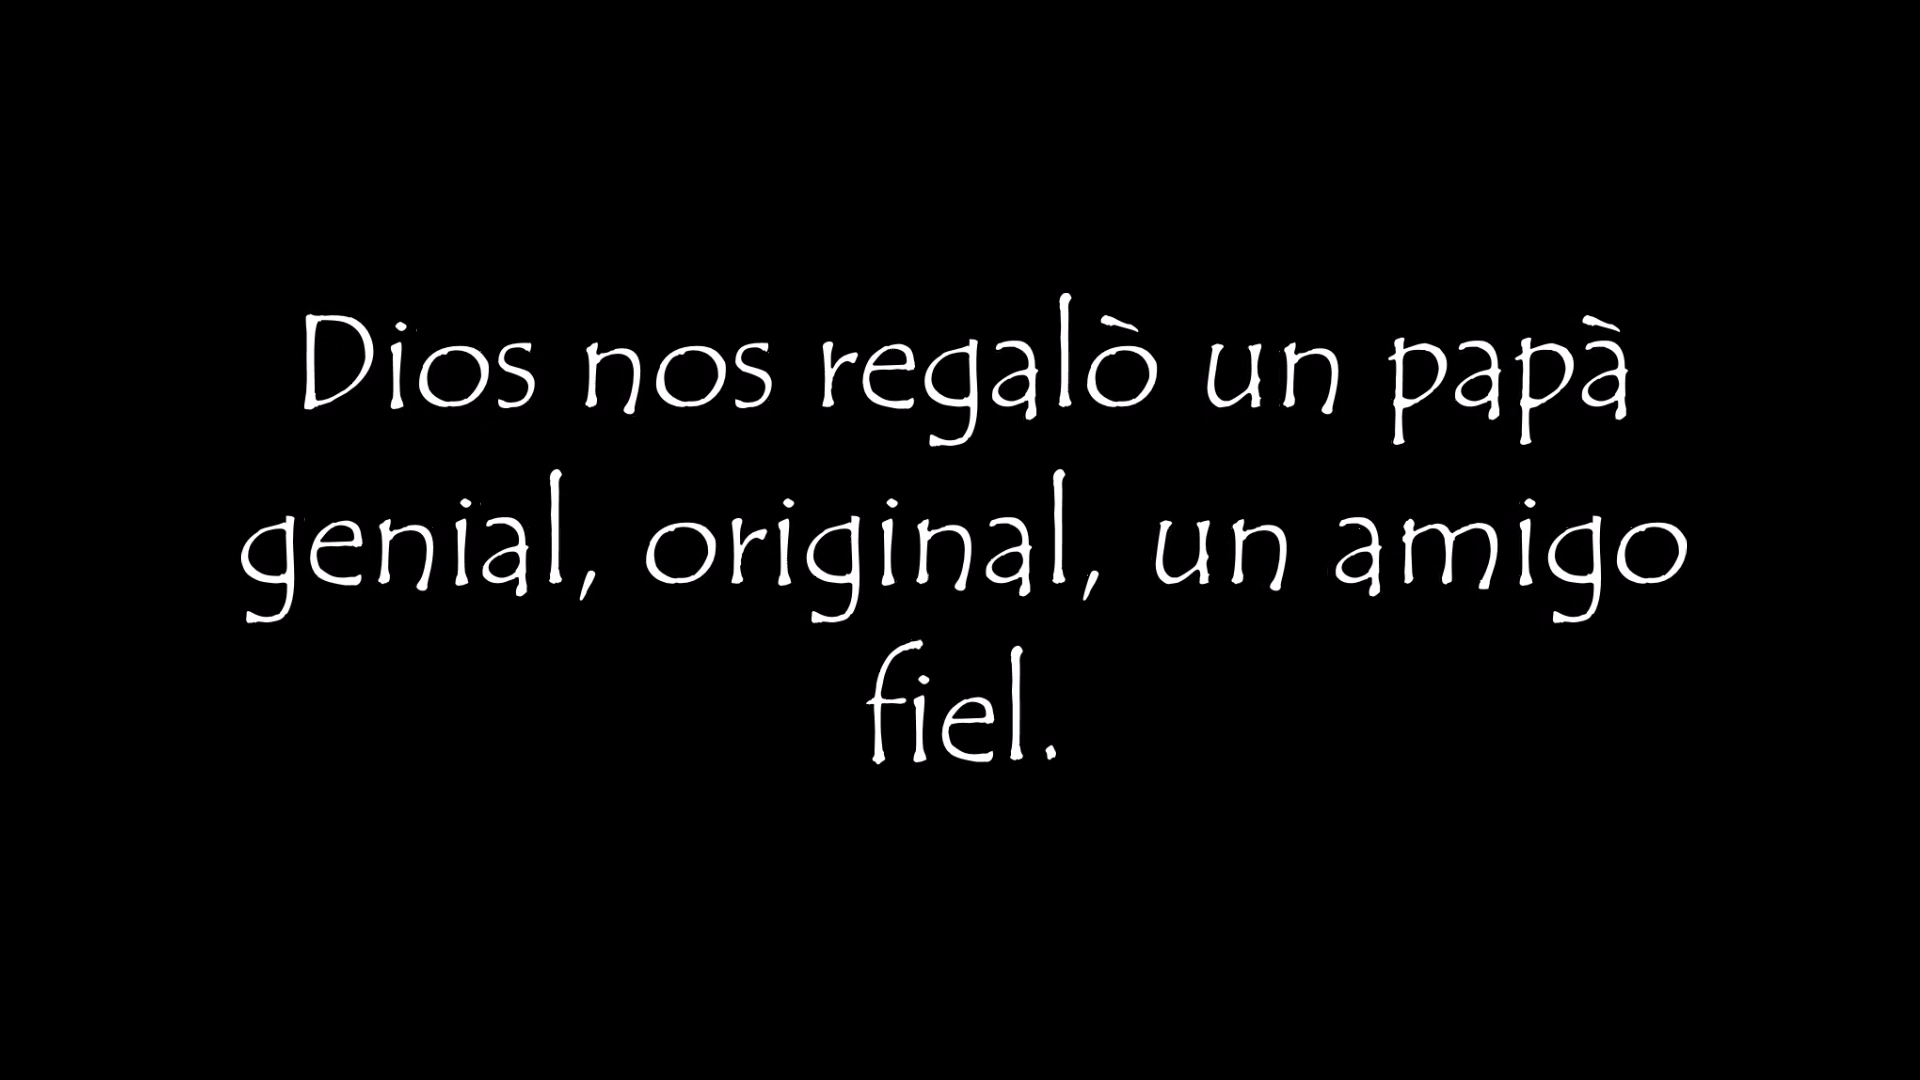 Dios nos regalò un papà
genial, original, un amigo
fiel.